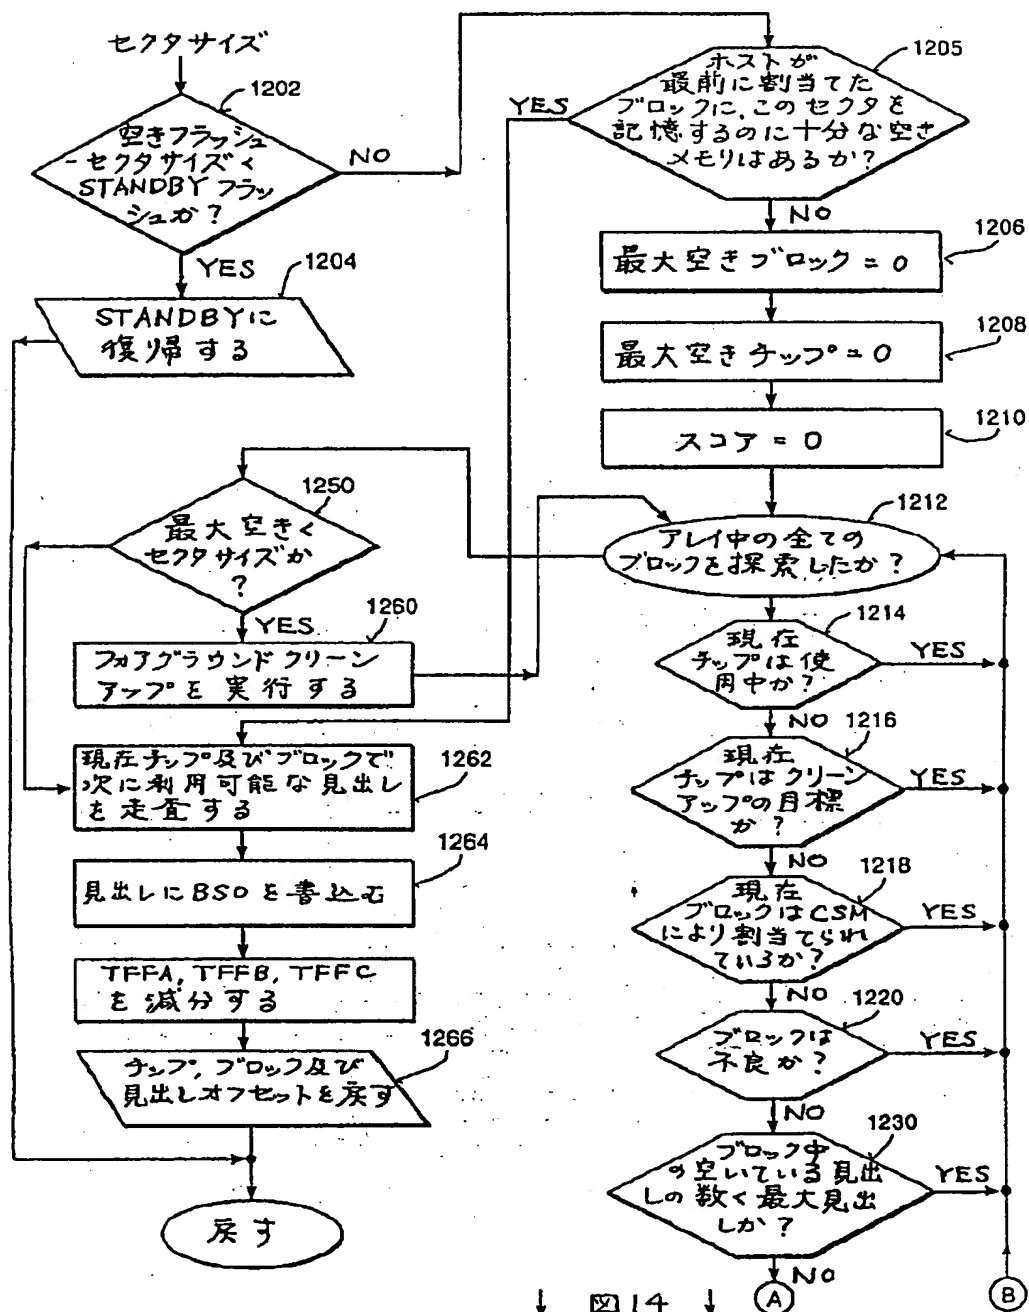 セクタサイズ
1202
空きフラッシュ
-セクタサイズ<
STANDBYフラッ
シュか?
NO
YES
1204
STANDBYに
復帰する
1205
ホストが
最前に割当てた
ブロックに、このセクタを
記憶するのに十分な空き
メモリはあるか?
YES
NO
1206
最大空きブロック=0
1208
最大空きチップ=0
1210
スコア=0
1212
アレイ中の全ての
ブロックを探索したか?
1214
現在
チップは使
用中か?
YES
NO
1216
現在
チップはクリーン
アップの目標
か?
YES
NO
1218
現在
ブロックはCSM
により割当てられ
ているか?
YES
NO
1220
ブロックは
不良か?
YES
NO
1230
ブロック中
の空いている見出
しの数<最大見出
しか?
YES
NO
A
B
1250
最大空き<
セクタサイズか
?
YES
1260
フォアグラウンドクリーン
アップを実行する
1262
現在チップ及びブロックで
次に利用可能な見出し
を走査する
1264
見出しにBSOを書込む
TFFA, TFFB, TFFC
を減分する
1266
チップ, ブロック及び
見出しオフセットを戻す
戻す
↓ 図14 ↓